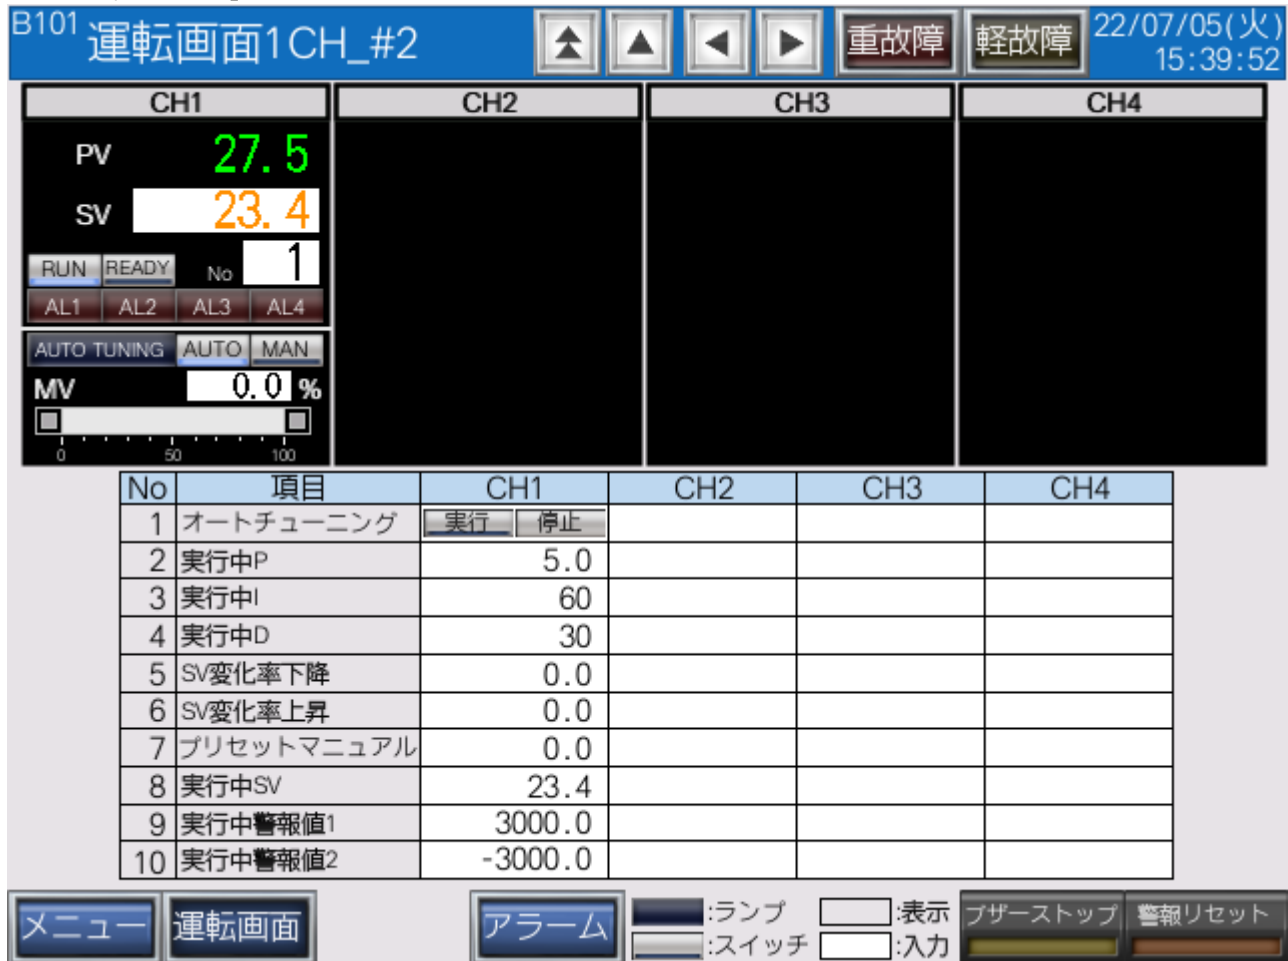 B101 運転画面1CH_#2 重故障 軽故障 22/07/05(火)
15:39:52
CH1 CH2 CH3 CH4
PV 27.5
SV 23.4
RUN READY No 1
AL1 AL2 AL3 AL4
AUTO TUNING AUTO MAN
MV 0.0 %
0 50 100
No 項目 CH1 CH2 CH3 CH4
1 オートチューニング 実行 停止
2 実行中P 5.0
3 実行中I 60
4 実行中D 30
5 SV変化率下降 0.0
6 SV変化率上昇 0.0
7 プリセットマニュアル 0.0
8 実行中SV 23.4
9 実行中警報値1 3000.0
10 実行中警報値2 -3000.0
メニュー 運転画面 アラーム :ランプ :表示 ブザーストップ 警報リセット
:スイッチ :入力